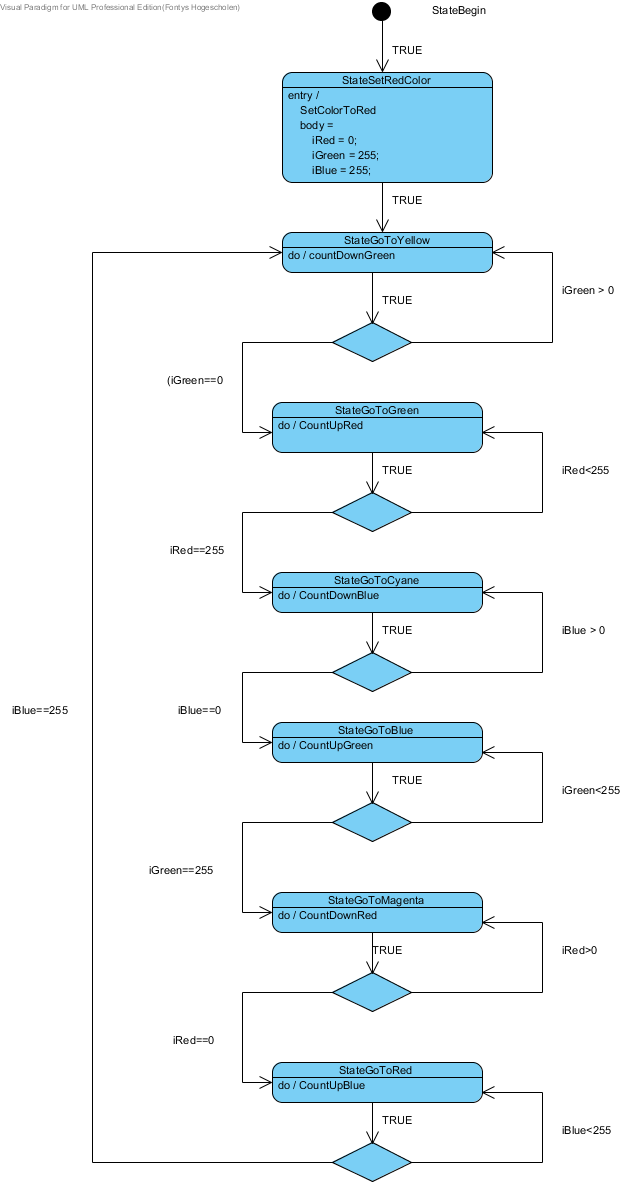 Visual Paradigm for UML Professional Edition(Fontys Hogescholen)
StateBegin
TRUE
StateSetRedColor
entry /
SetColorToRed
body =
iRed = 0;
iGreen = 255;
iBlue = 255;
TRUE
StateGoToYellow
do / countDownGreen
iGreen > 0
TRUE
(iGreen==0
StateGoToGreen
do / CountUpRed
TRUE
iRed<255
iRed==255
StateGoToCyane
do / CountDownBlue
TRUE
iBlue > 0
iBlue==255
iBlue==0
StateGoToBlue
do / CountUpGreen
TRUE
iGreen<255
iGreen==255
StateGoToMagenta
do / CountDownRed
TRUE
iRed>0
iRed==0
StateGoToRed
do / CountUpBlue
TRUE
iBlue<255